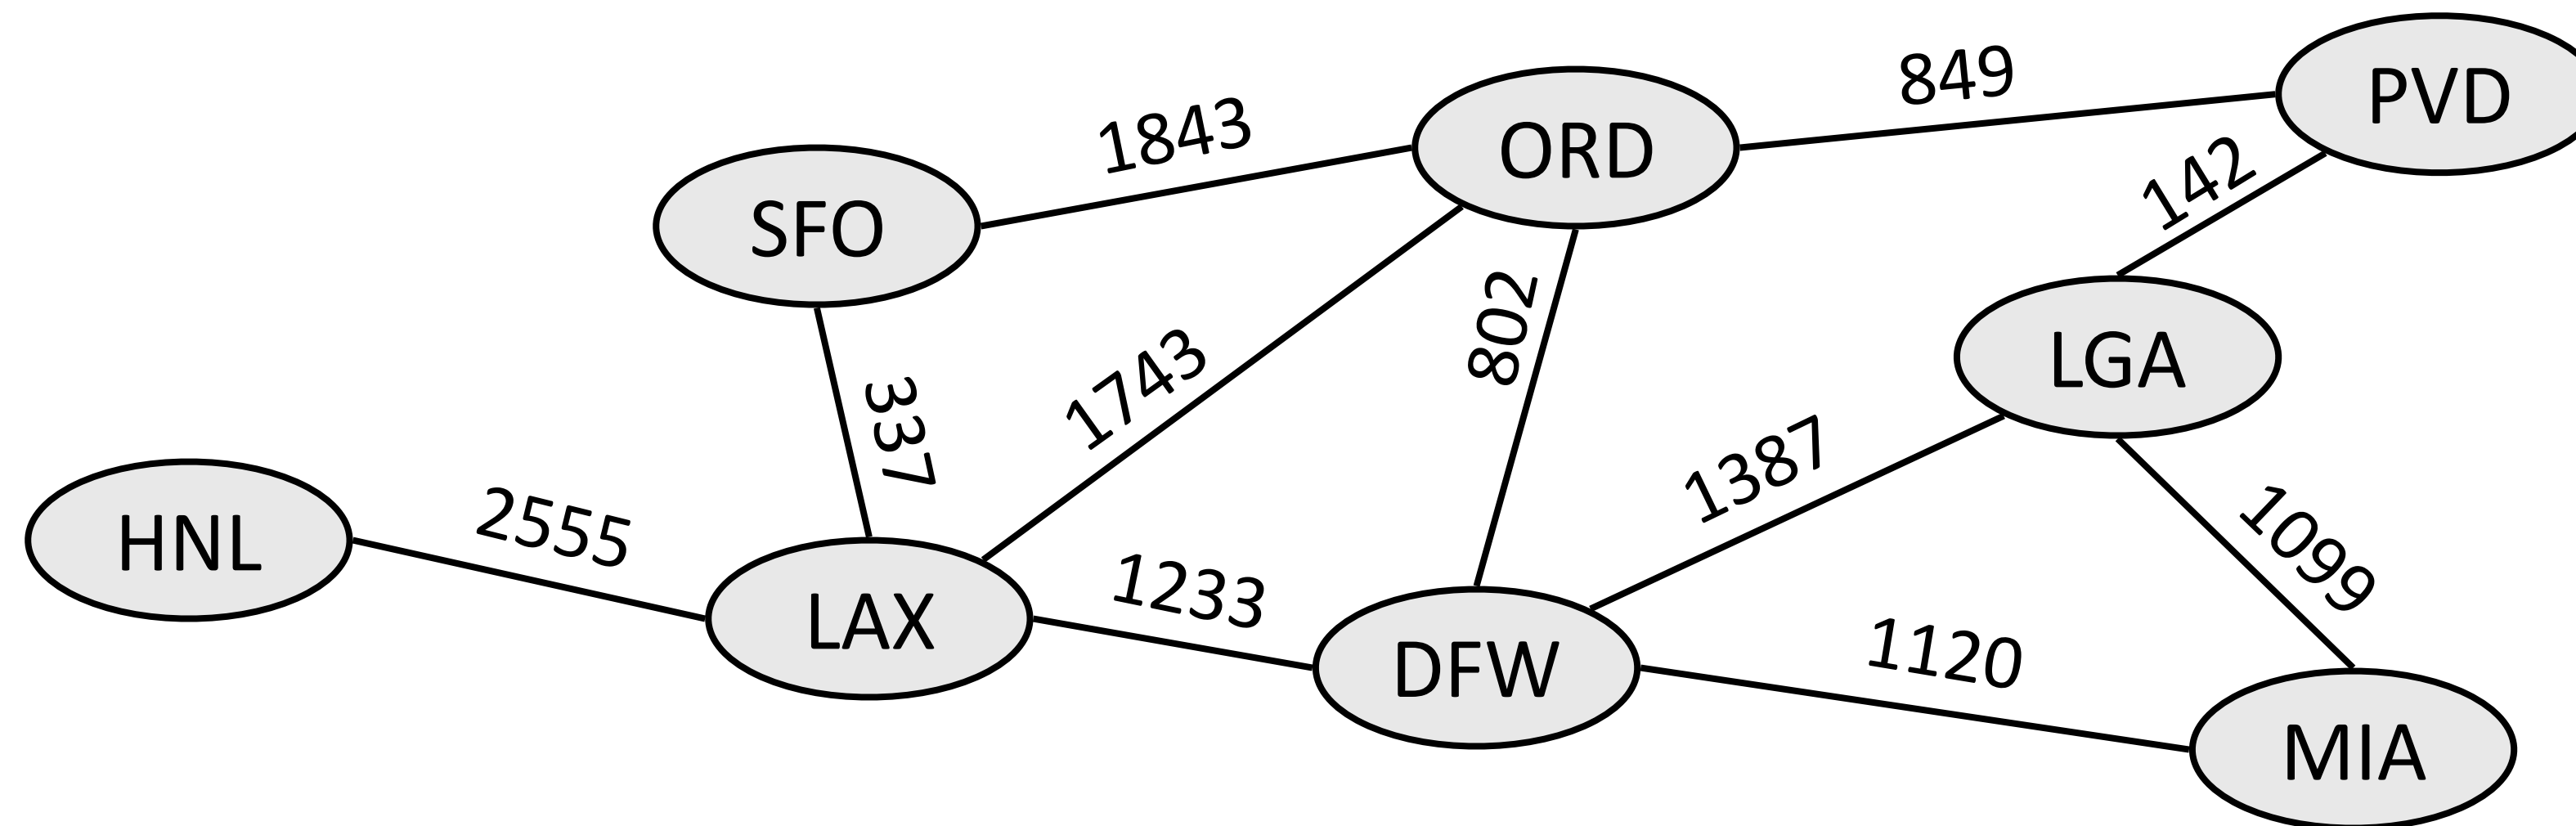 849
PVD
1843
ORD
142
SFO
802
337
1743
LGA
1387
2555
HNL
1099
1233
LAX
1120
DFW
MIA